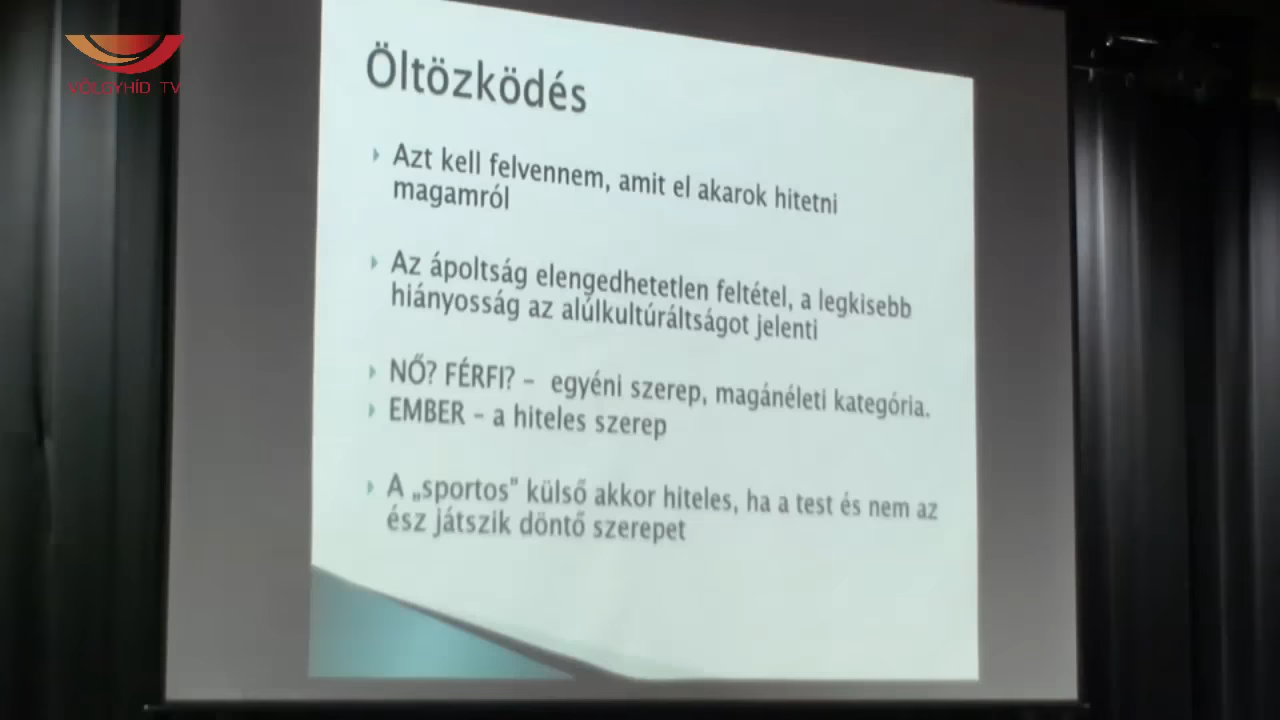 VÖLGYHÍD TV
Öltözködés
Azt kell felvennem, amit el akarok hitetni
magamról
Az ápoltság elengedhetetlen feltétel, a legkisebb
hiányosság az alúlkultúráltságot jelenti
NŐ? FÉRFI? – egyéni szerep, magánéleti kategória.
EMBER – a hiteles szerep
A „sportos” külső akkor hiteles, ha a test és nem az
ész játszik döntő szerepet